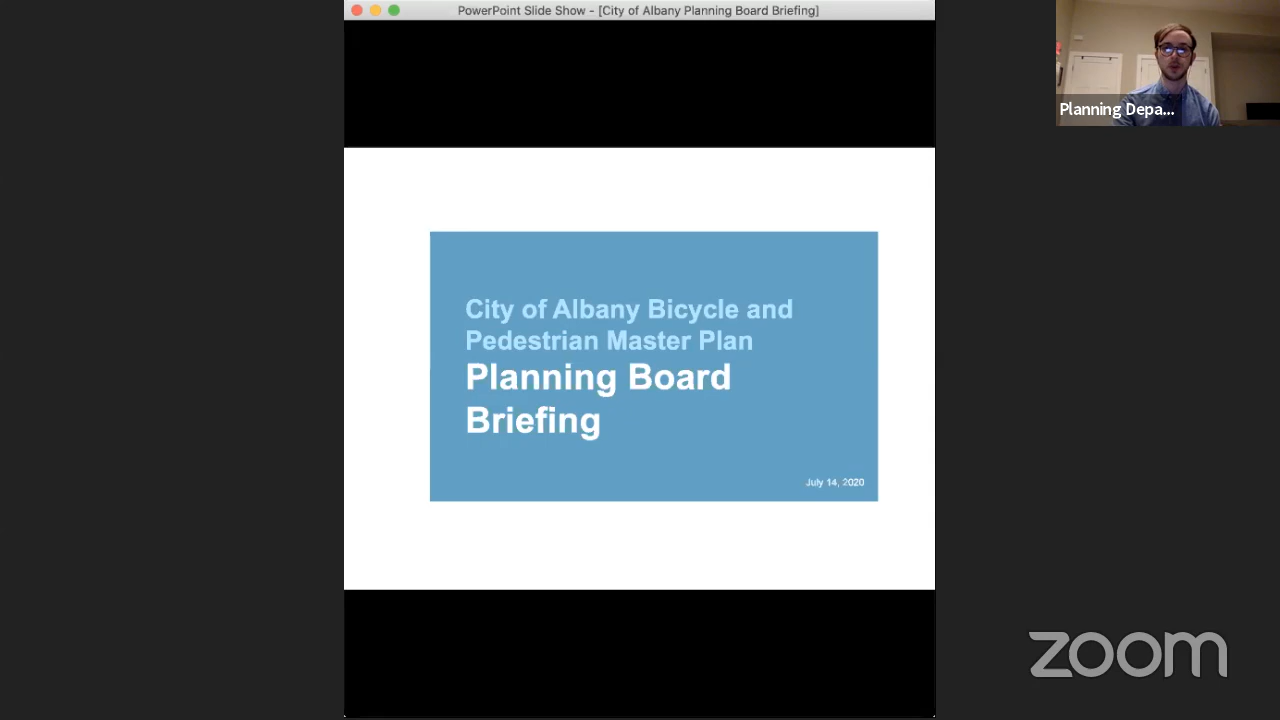 PowerPoint Slide Show - [City of Albany Planning Board Briefing]
Planning Depa...
City of Albany Bicycle and
Pedestrian Master Plan
Planning Board
Briefing
July 14, 2020
zoom